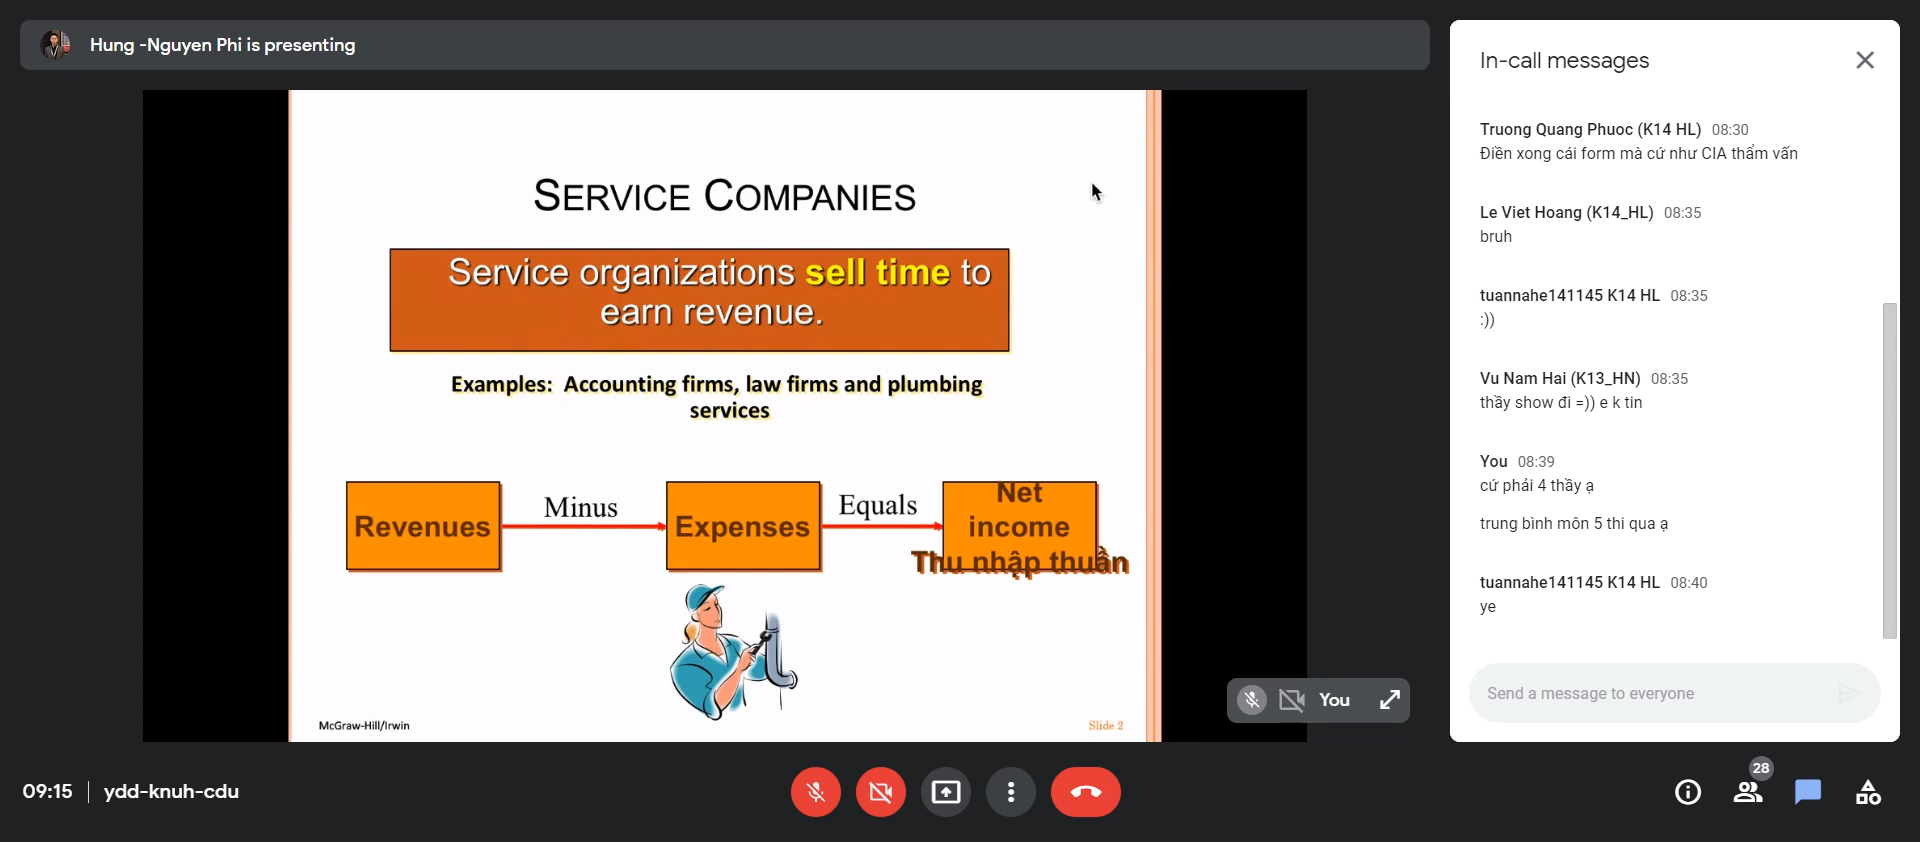 Hung -Nguyen Phi is presenting
SERVICE COMPANIES
Service organizations sell time to
earn revenue.
Examples: Accounting firms, law firms and plumbing
services
Revenues
Minus
Expenses
Equals
Net
income
Thu nhập thuần
McGraw-Hill/Irwin
Slide 2
You
In-call messages
Truong Quang Phuoc (K14 HL) 08:30
Điền xong cái form mà cứ như CIA thẩm vấn
Le Viet Hoang (K14_HL) 08:35
bruh
tuannahe141145 K14 HL 08:35
:))
Vu Nam Hai (K13_HN) 08:35
thầy show đi =)) e k tin
You 08:39
cứ phải 4 thầy ạ
trung bình môn 5 thi qua ạ
tuannahe141145 K14 HL 08:40
ye
Send a message to everyone
09:15 | ydd-knuh-cdu
28